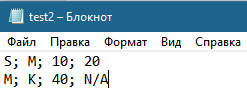 test2 – Блокнот
Файл Правка Формат Вид Справка
S; M; 10; 20
M; K; 40; N/A